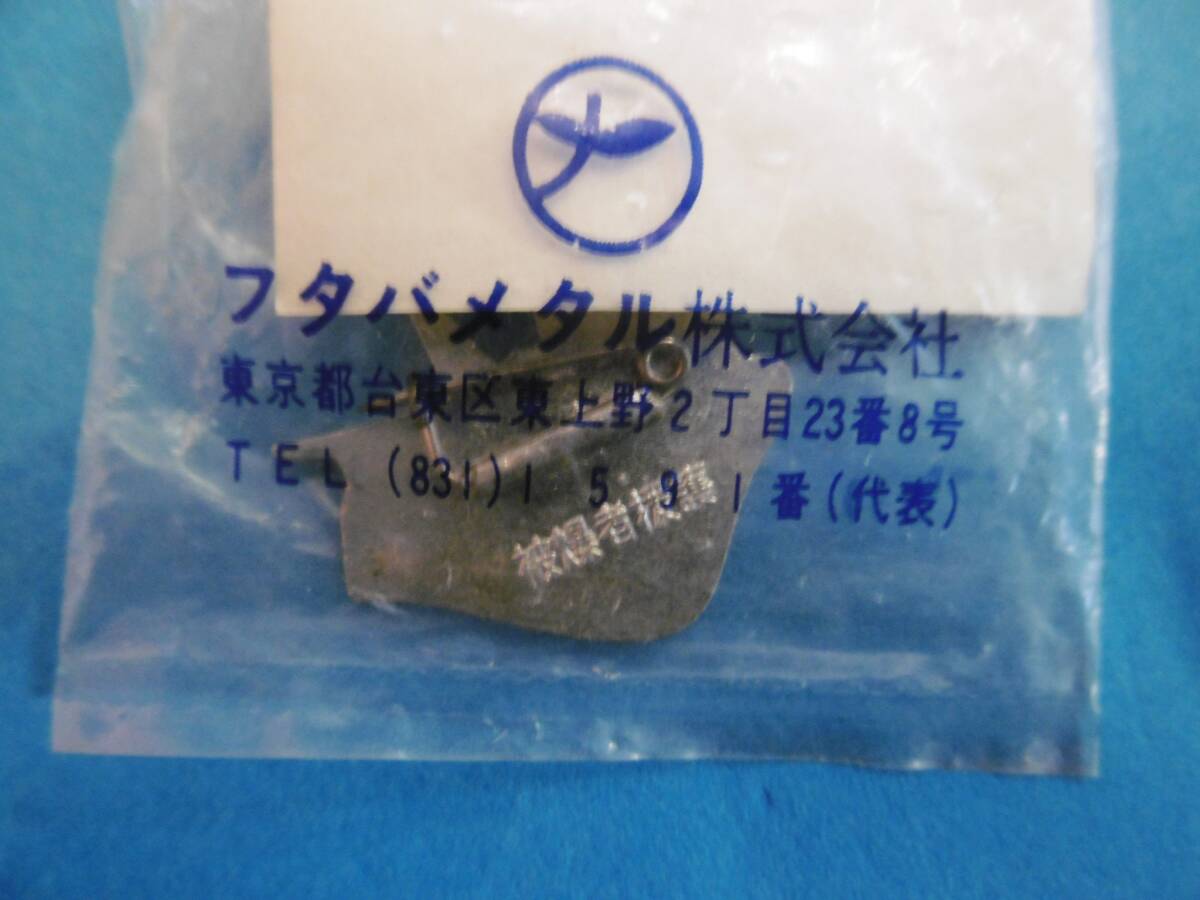 フタバメタル株式会社
東京都台東区東上野2丁目23番8号
TEL (831)1591番(代表)
被爆者援護